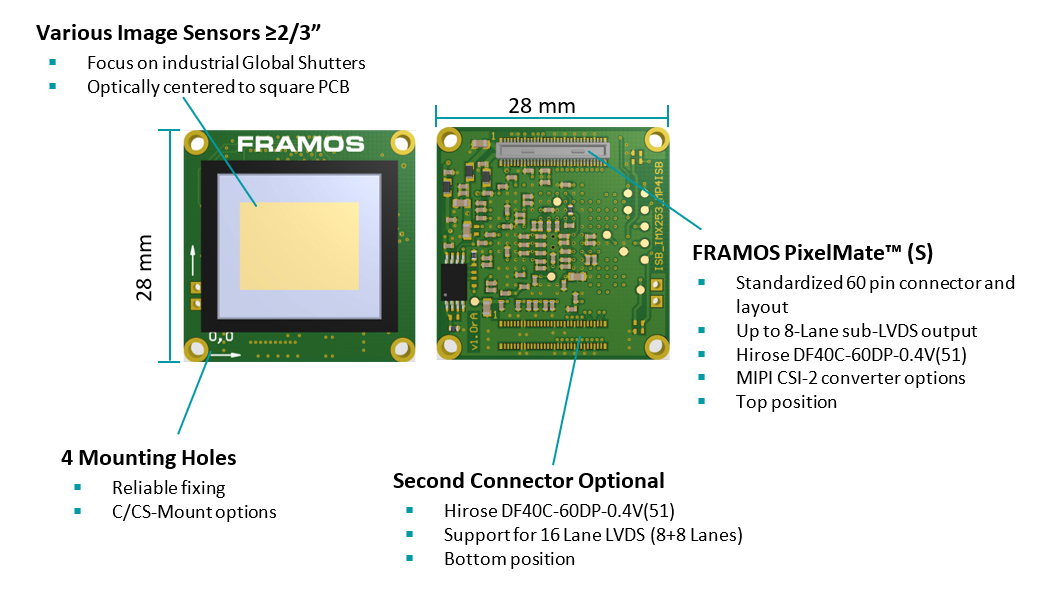 Various Image Sensors ≥2/3”
Focus on industrial Global Shutters
Optically centered to square PCB
28 mm
28 mm
FRAMOS
0,0
1
ISB_IMX253_MP4ISB
v1.0rA
1
FRAMOS PixelMate™ (S)
Standardized 60 pin connector and
layout
Up to 8-Lane sub-LVDS output
Hirose DF40C-60DP-0.4V(51)
MIPI CSI-2 converter options
Top position
4 Mounting Holes
Reliable fixing
C/CS-Mount options
Second Connector Optional
Hirose DF40C-60DP-0.4V(51)
Support for 16 Lane LVDS (8+8 Lanes)
Bottom position